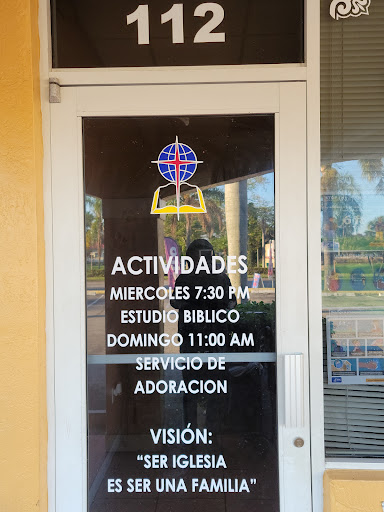 112
ACTIVIDADES
MIERCOLES 7:30 PM
ESTUDIO BIBLICO
DOMINGO 11:00 AM
SERVICIO DE
ADORACION
VISIÓN:
“SER IGLESIA
ES SER UNA FAMILIA”